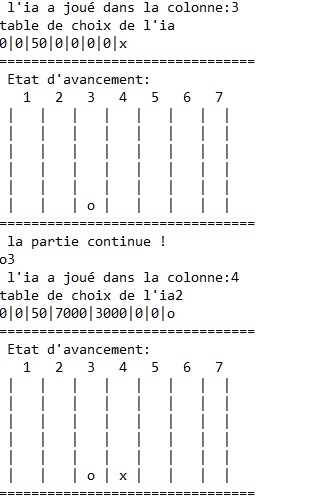 l'ia a joué dans la colonne:3
table de choix de l'ia
0|0|50|0|0|0|0|x
================================
Etat d'avancement:
1 2 3 4 5 6 7
| | | | | | | |
| | | | | | | |
| | | | | | | |
| | | | | | | |
| | | | | | | |
| | | o | | | | |
================================
la partie continue !
o3
l'ia a joué dans la colonne:4
table de choix de l'ia2
0|0|50|7000|3000|0|0|o
================================
Etat d'avancement:
1 2 3 4 5 6 7
| | | | | | | |
| | | | | | | |
| | | | | | | |
| | | | | | | |
| | | | | | | |
| | | o | x | | | |
================================